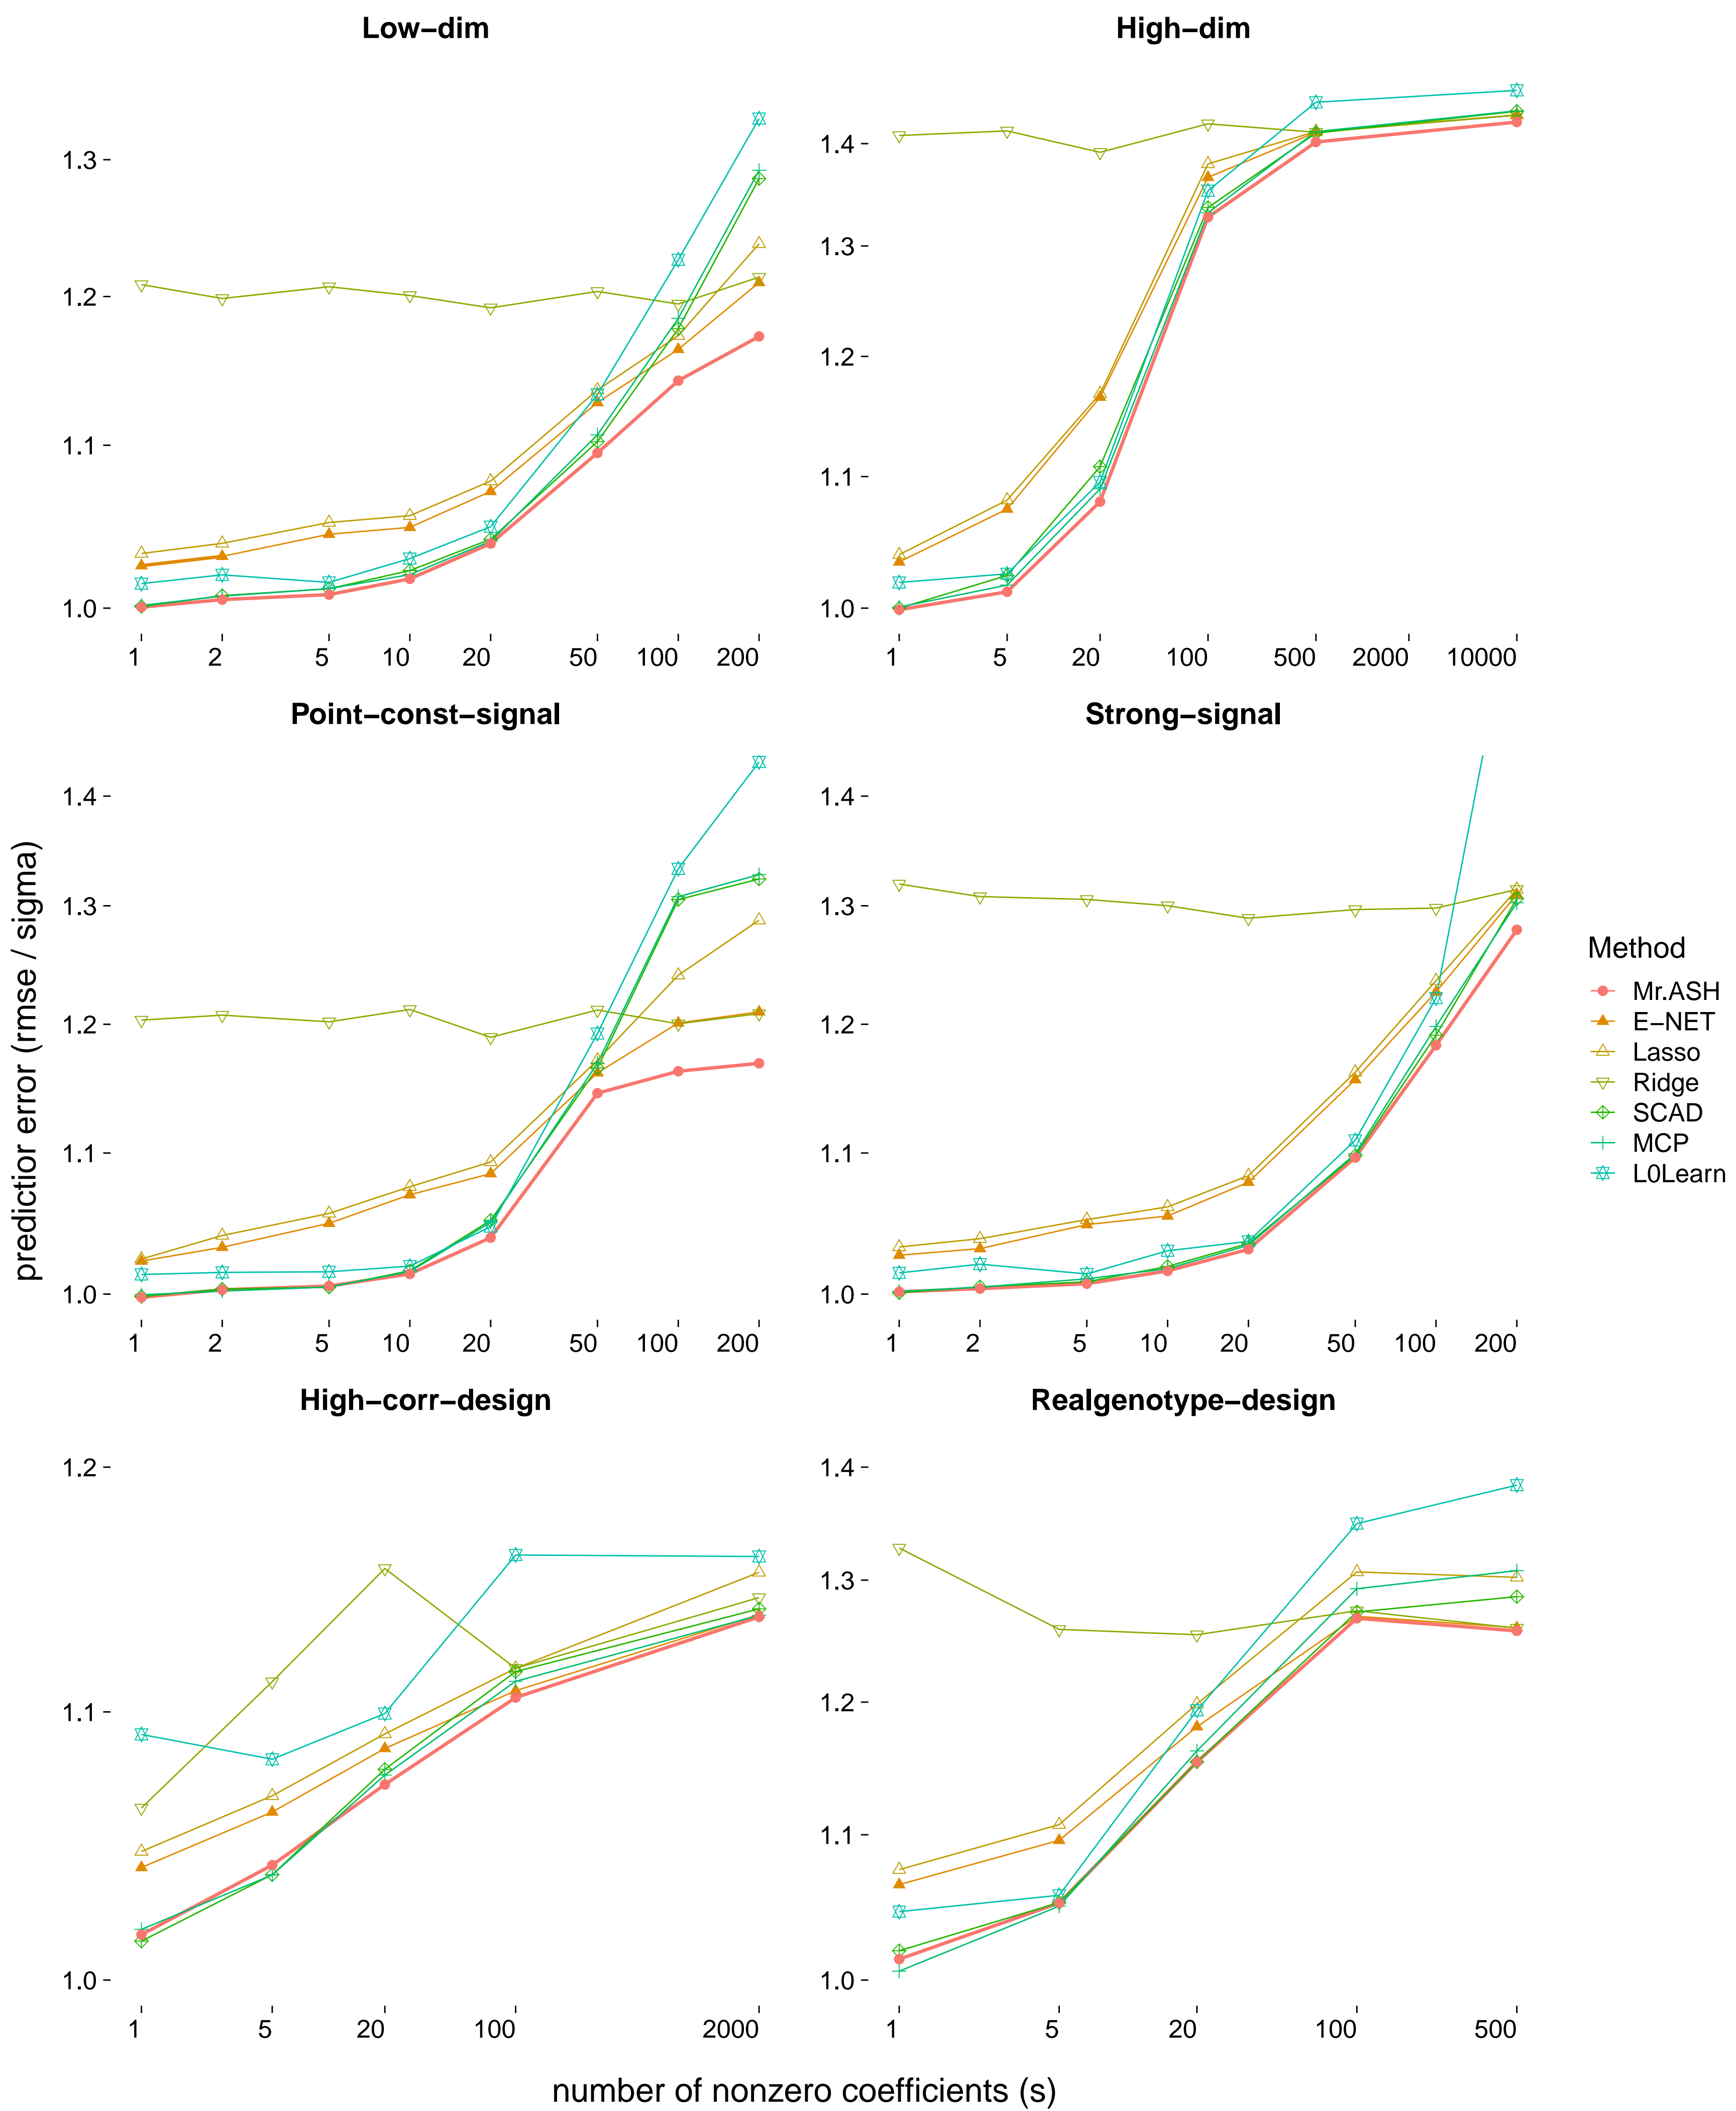 Low-dim
High-dim
1.3
1.2
1.1
1.0
1 2 5 10 20 50 100 200
1.4
1.3
1.2
1.1
1.0
1 5 20 100 500 2000 10000
Point-const-signal
Strong-signal
1.4
1.3
1.2
1.1
1.0
1 2 5 10 20 50 100 200
1.4
1.3
1.2
1.1
1.0
1 2 5 10 20 50 100 200
High-corr-design
Realgenotype-design
1.2
1.1
1.0
1 5 20 100 2000
1.4
1.3
1.2
1.1
1.0
1 5 20 100 500
predictior error (rmse / sigma)
number of nonzero coefficients (s)
Method
Mr.ASH
E-NET
Lasso
Ridge
SCAD
MCP
L0Learn